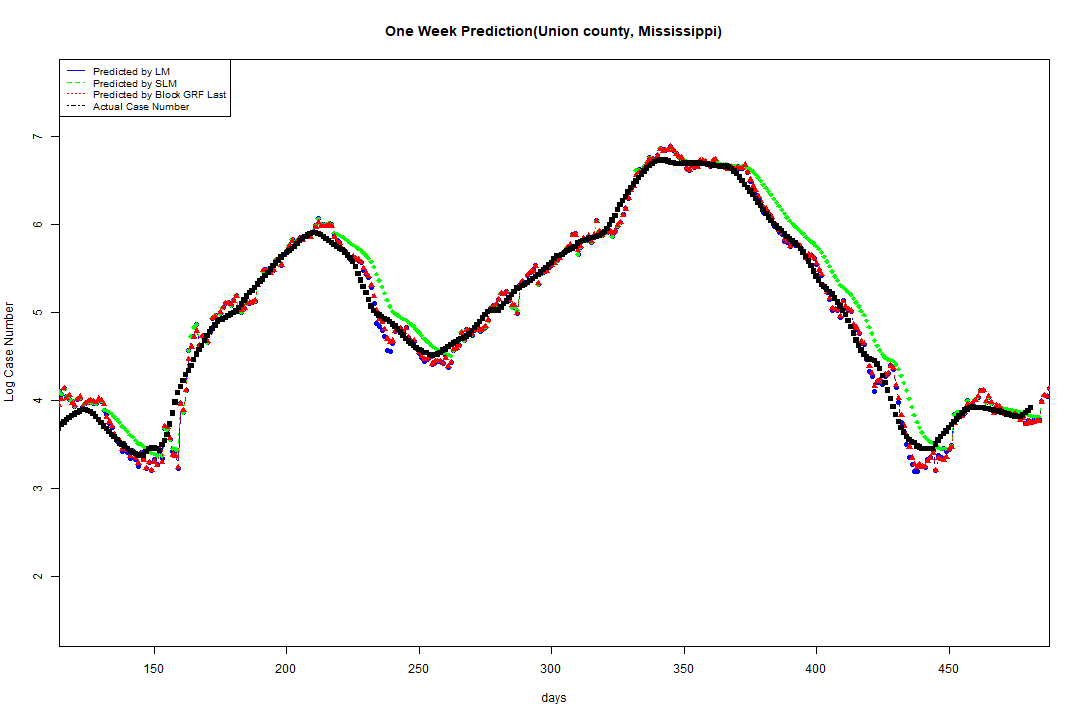 One Week Prediction(Union county, Mississippi)
Predicted by LM
Predicted by SLM
Predicted by Block GRF Last
Actual Case Number
7
6
5
4
3
2
Log Case Number
150 200 250 300 350 400 450
days